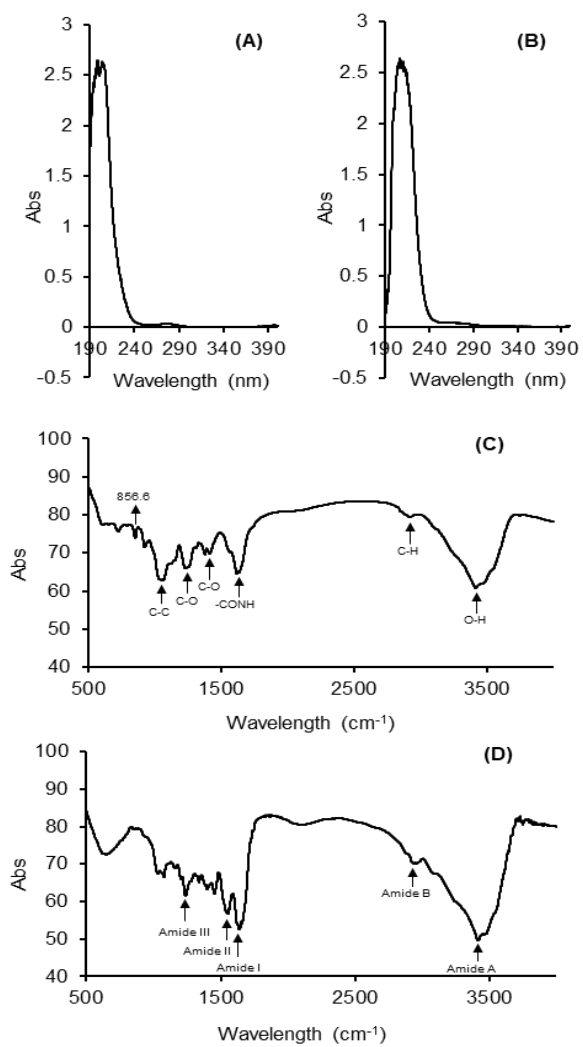 (A)
3
2.5
2
1.5
1
0.5
0
-0.5
Abs
190 240 290 340 390
Wavelength (nm)
(B)
3
2.5
2
1.5
1
0.5
0
-0.5
Abs
190 240 290 340 390
Wavelength (nm)
(C)
100
90
80
70
60
50
40
Abs
856.6
C-C
C-O
C-O
-CONH
C-H
O-H
500 1500 2500 3500
Wavelength (cm-1)
(D)
100
90
80
70
60
50
40
Abs
Amide III
Amide II
Amide I
Amide B
Amide A
500 1500 2500 3500
Wavelength (cm-1)